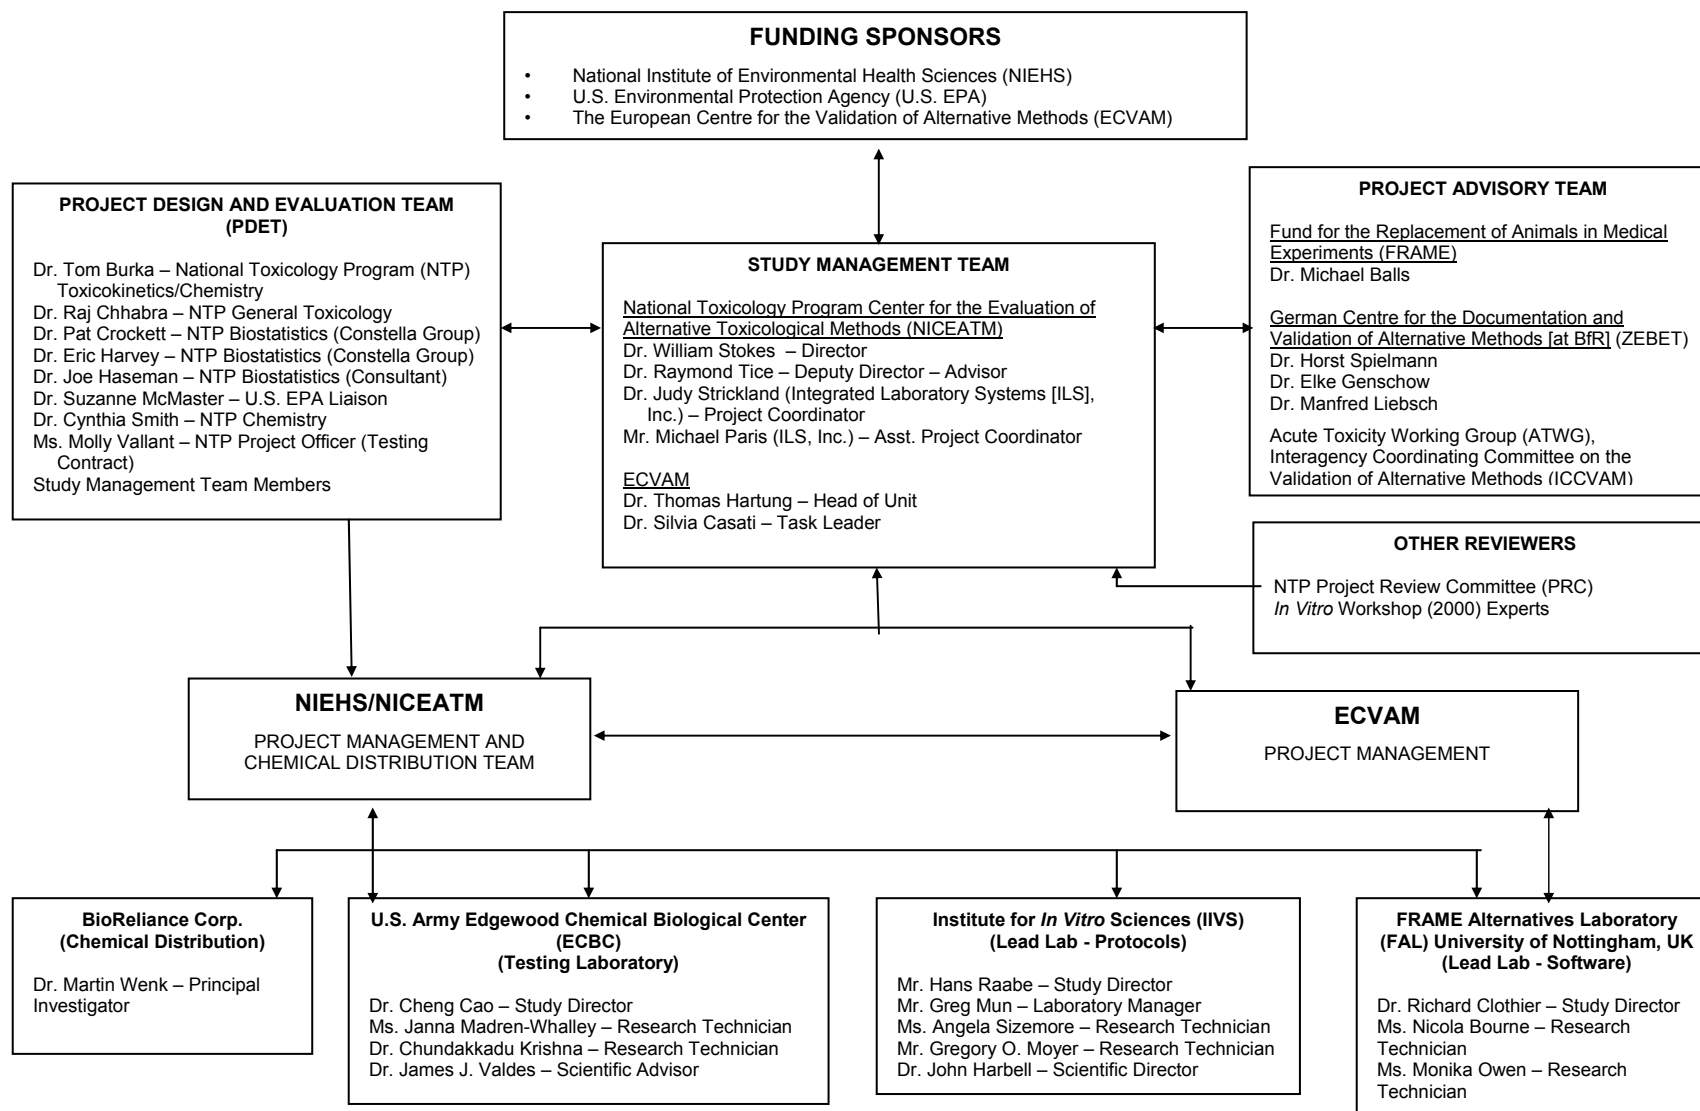 FUNDING SPONSORS
• National Institute of Environmental Health Sciences (NIEHS)
• U.S. Environmental Protection Agency (U.S. EPA)
• The European Centre for the Validation of Alternative Methods (ECVAM)
PROJECT DESIGN AND EVALUATION TEAM
(PDET)
Dr. Tom Burka – National Toxicology Program (NTP)
Toxicokinetics/Chemistry
Dr. Raj Chhabra – NTP General Toxicology
Dr. Pat Crockett – NTP Biostatistics (Constella Group)
Dr. Eric Harvey – NTP Biostatistics (Constella Group)
Dr. Joe Haseman – NTP Biostatistics (Consultant)
Dr. Suzanne McMaster – U.S. EPA Liaison
Dr. Cynthia Smith – NTP Chemistry
Ms. Molly Vallant – NTP Project Officer (Testing
Contract)
Study Management Team Members
STUDY MANAGEMENT TEAM
National Toxicology Program Center for the Evaluation of
Alternative Toxicological Methods (NICEATM)
Dr. William Stokes – Director
Dr. Raymond Tice – Deputy Director – Advisor
Dr. Judy Strickland (Integrated Laboratory Systems [ILS],
Inc.) – Project Coordinator
Mr. Michael Paris (ILS, Inc.) – Asst. Project Coordinator
ECVAM
Dr. Thomas Hartung – Head of Unit
Dr. Silvia Casati – Task Leader
PROJECT ADVISORY TEAM
Fund for the Replacement of Animals in Medical
Experiments (FRAME)
Dr. Michael Balls
German Centre for the Documentation and
Validation of Alternative Methods [at BfR] (ZEBET)
Dr. Horst Spielmann
Dr. Elke Genschow
Dr. Manfred Liebsch
Acute Toxicity Working Group (ATWG),
Interagency Coordinating Committee on the
Validation of Alternative Methods (ICCVAM)
OTHER REVIEWERS
NTP Project Review Committee (PRC)
In Vitro Workshop (2000) Experts
NIEHS/NICEATM
PROJECT MANAGEMENT AND
CHEMICAL DISTRIBUTION TEAM
ECVAM
PROJECT MANAGEMENT
BioReliance Corp.
(Chemical Distribution)
Dr. Martin Wenk – Principal
Investigator
U.S. Army Edgewood Chemical Biological Center
(ECBC)
(Testing Laboratory)
Dr. Cheng Cao – Study Director
Ms. Janna Madren-Whalley – Research Technician
Dr. Chundakkadu Krishna – Research Technician
Dr. James J. Valdes – Scientific Advisor
Institute for In Vitro Sciences (IIVS)
(Lead Lab - Protocols)
Mr. Hans Raabe – Study Director
Mr. Greg Mun – Laboratory Manager
Ms. Angela Sizemore – Research Technician
Mr. Gregory O. Moyer – Research Technician
Dr. John Harbell – Scientific Director
FRAME Alternatives Laboratory
(FAL) University of Nottingham, UK
(Lead Lab - Software)
Dr. Richard Clothier – Study Director
Ms. Nicola Bourne – Research
Technician
Ms. Monika Owen – Research
Technician